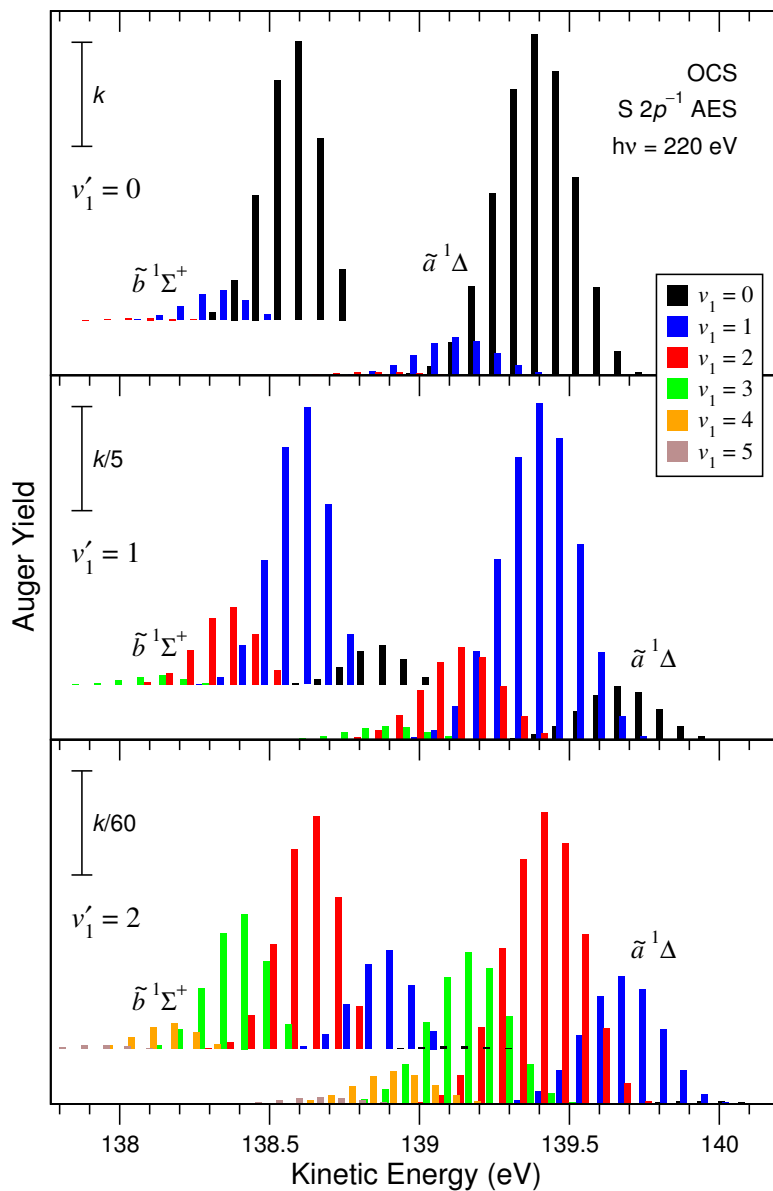 k
OCS
S 2p⁻¹ AES
hν = 220 eV
v′₁ = 0
b̃ ¹Σ⁺
ã ¹Δ
v₁ = 0
v₁ = 1
v₁ = 2
v₁ = 3
v₁ = 4
v₁ = 5
k/5
v′₁ = 1
b̃ ¹Σ⁺
ã ¹Δ
Auger Yield
k/60
v′₁ = 2
b̃ ¹Σ⁺
ã ¹Δ
138 138.5 139 139.5 140
Kinetic Energy (eV)